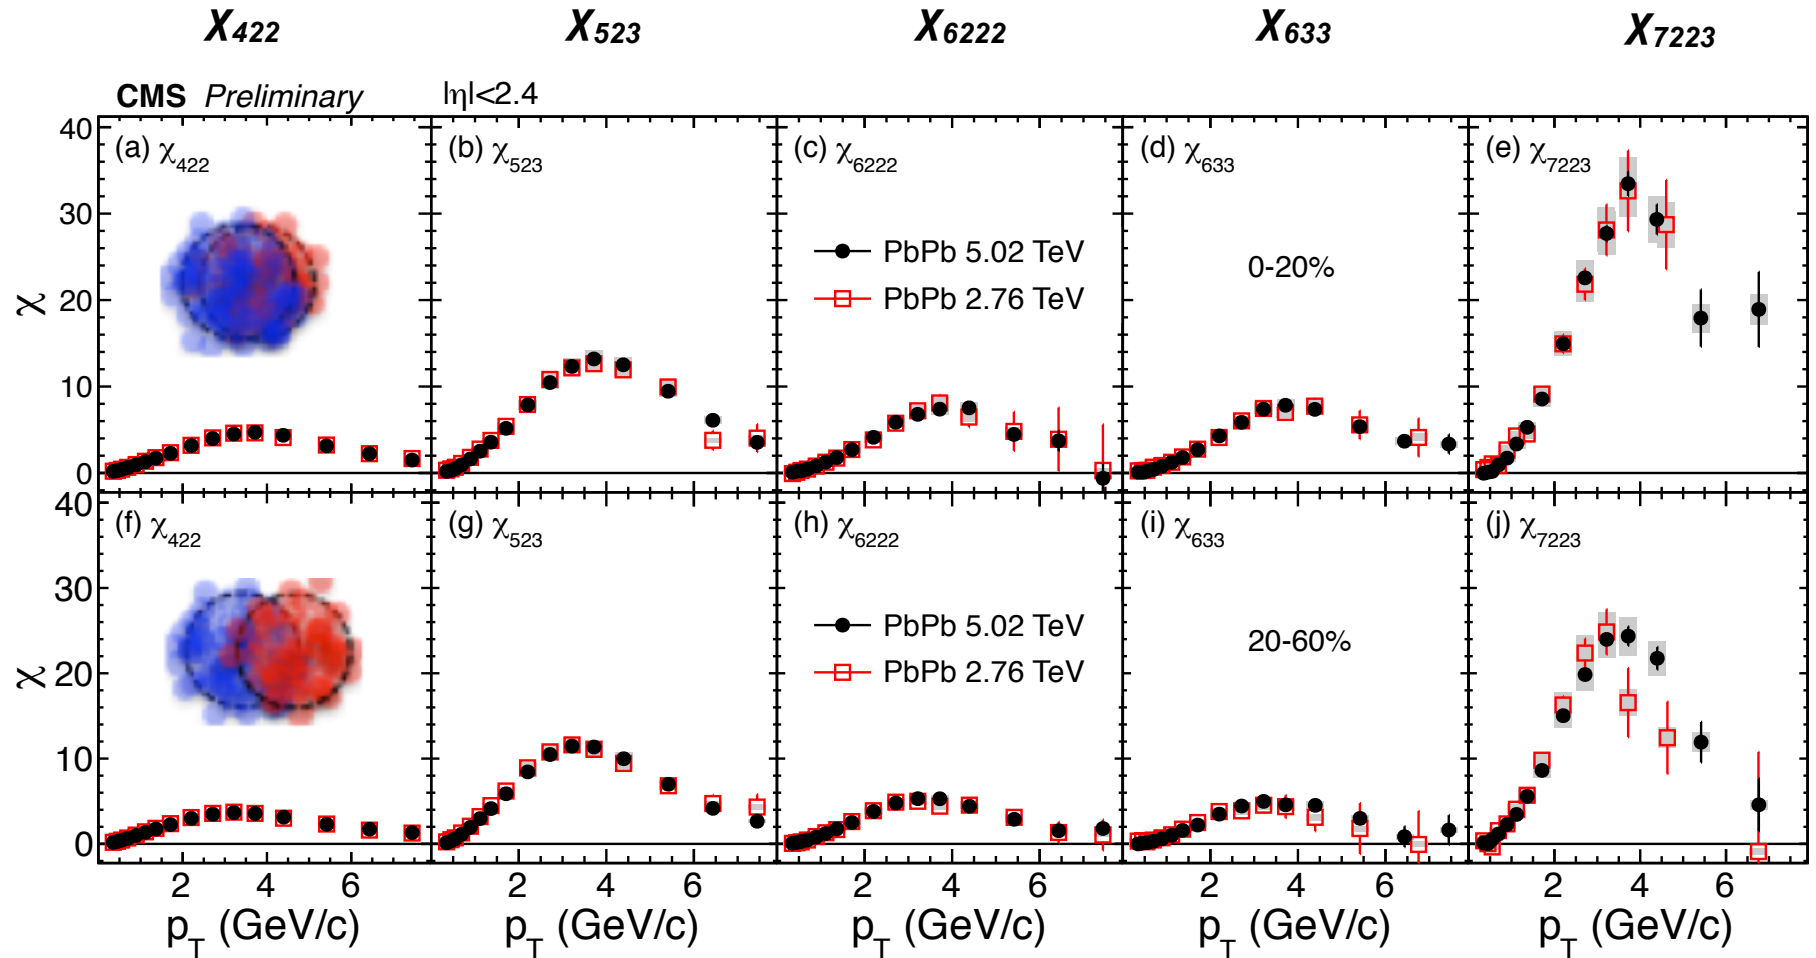 χ422 χ523 χ6222 χ633 χ7223
CMS Preliminary |η|<2.4
40 (a) χ422 (b) χ523 (c) χ6222 (d) χ633 (e) χ7223
30
PbPb 5.02 TeV
0-20%
PbPb 2.76 TeV
χ
20
10
0
40 (f) χ422 (g) χ523 (h) χ6222 (i) χ633 (j) χ7223
30
PbPb 5.02 TeV
20-60%
PbPb 2.76 TeV
χ
20
10
0
2 4 6 2 4 6 2 4 6 2 4 6 2 4 6
pT (GeV/c) pT (GeV/c) pT (GeV/c) pT (GeV/c) pT (GeV/c)